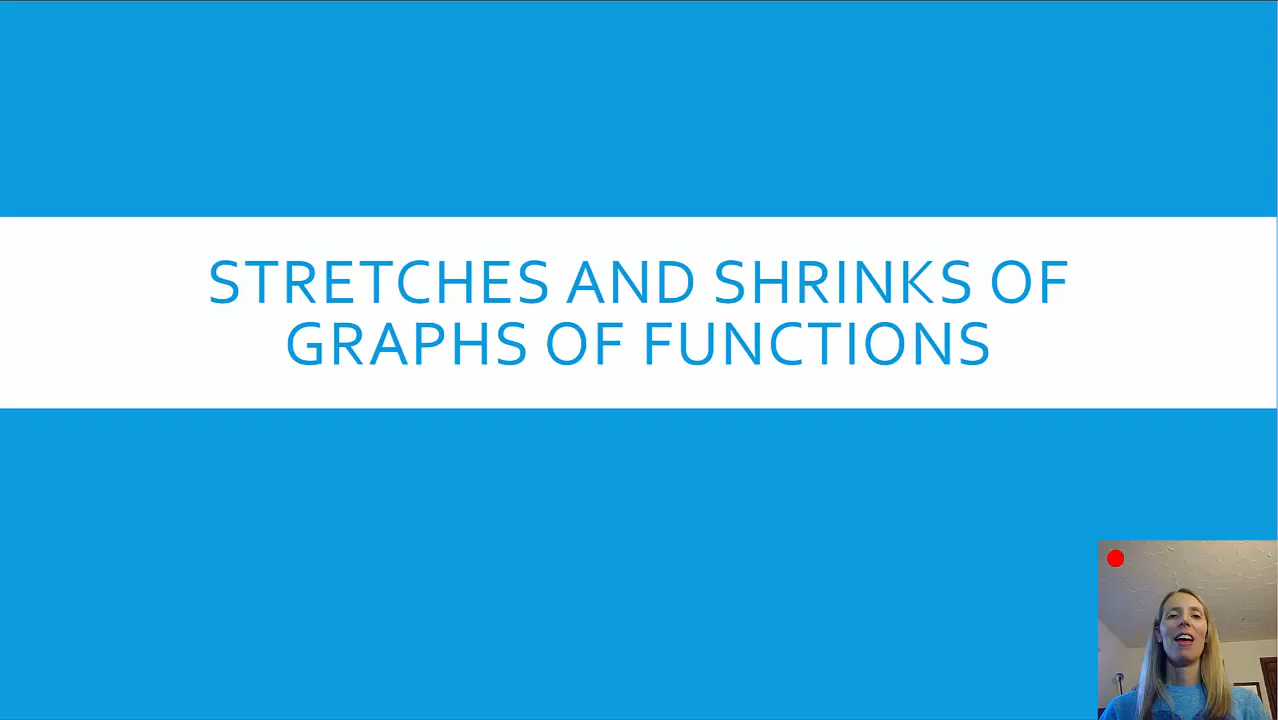 STRETCHES AND SHRINKS OF
GRAPHS OF FUNCTIONS